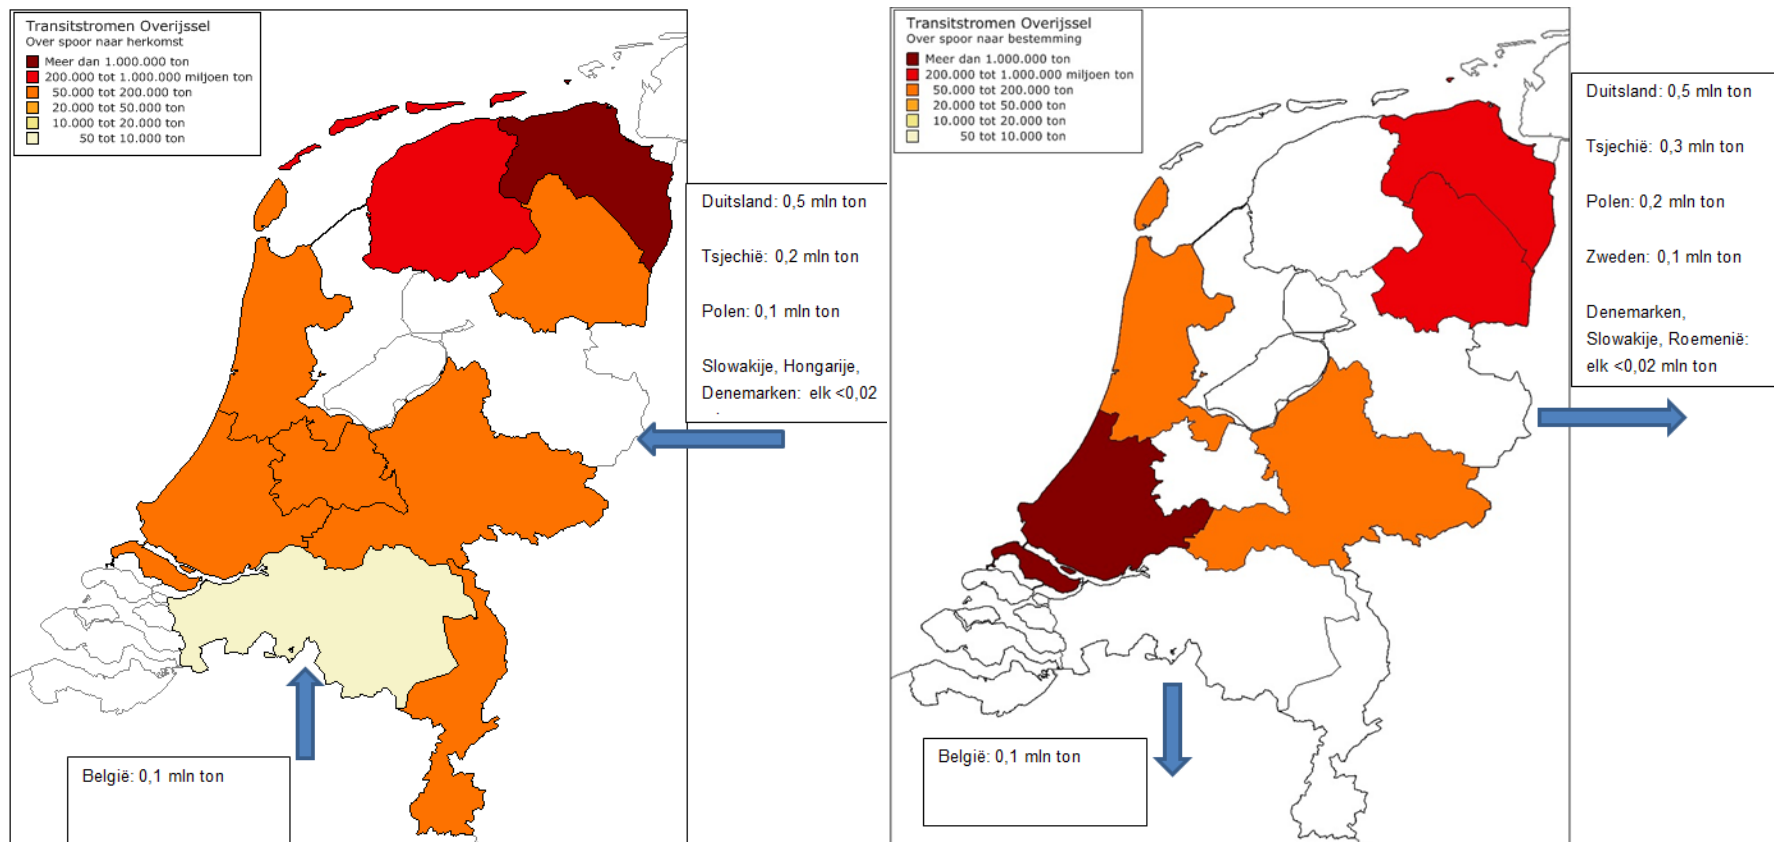 Transitstromen Overijssel
Over spoor naar herkomst
Meer dan 1.000.000 ton
200.000 tot 1.000.000 miljoen ton
50.000 tot 200.000 ton
20.000 tot 50.000 ton
10.000 tot 20.000 ton
50 tot 10.000 ton
Duitsland: 0,5 mln ton
Tsjechië: 0,2 mln ton
Polen: 0,1 mln ton
Slowakije, Hongarije,
Denemarken: elk <0,02
België: 0,1 mln ton
Transitstromen Overijssel
Over spoor naar bestemming
Meer dan 1.000.000 ton
200.000 tot 1.000.000 miljoen ton
50.000 tot 200.000 ton
20.000 tot 50.000 ton
10.000 tot 20.000 ton
50 tot 10.000 ton
Duitsland: 0,5 mln ton
Tsjechië: 0,3 mln ton
Polen: 0,2 mln ton
Zweden: 0,1 mln ton
Denemarken,
Slowakije, Roemenië:
elk <0,02 mln ton
België: 0,1 mln ton